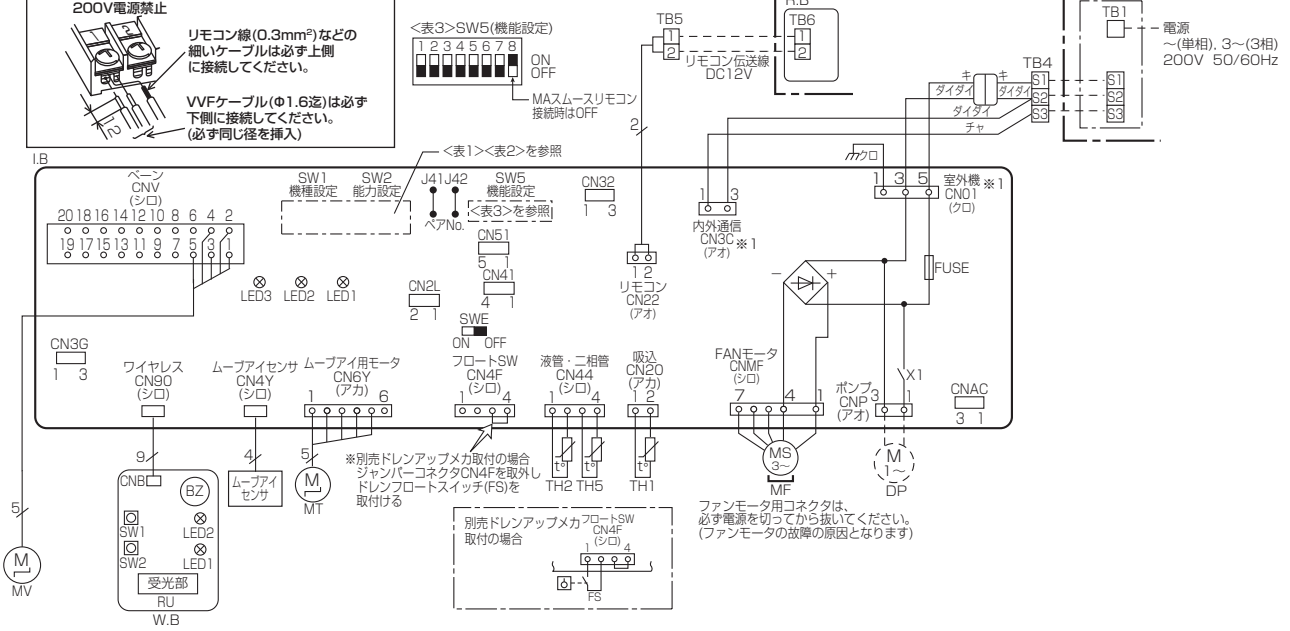 200V電源禁止
リモコン線(0.3mm²)などの
細いケーブルは必ず上側
に接続してください。
VVFケーブル(Φ1.6迄)は必ず
下側に接続してください。
(必ず同じ径を挿入)
1
2
12
<表3>SW5(機能設定)
1 2 3 4 5 6 7 8
ON
OFF
MAスムースリモコン
接続時はOFF
TB5
1
2
リモコン伝送線
DC12V
R.B
TB6
1
2
2
TB1
電源
~(単相), 3~(3相)
200V 50/60Hz
TB4
キ
キ
S1
S1
ダイダイ
ダイダイ
S2
S2
ダイダイ
S3
S3
チャ
I.B
<表1><表2>を参照
クロ
ベーン
CNV
(シロ)
20 18 16 14 12 10 8 6 4 2
19 17 15 13 11 9 7 5 3 1
SW1
機種設定
SW2
能力設定
J41 J42
ペアNo.
SW5
機能設定
<表3>を参照
CN32
1 3
1 3
内外通信
CN3C ※1
(アオ)
1 3 5
室外機 ※1
CN01
(クロ)
CN51
5 1
CN41
4 1
1 2
リモコン
CN22
(アオ)
FUSE
− +
LED3 LED2 LED1
CN2L
2 1
SWE
ON OFF
CN3G
1 3
ワイヤレス
CN90
(シロ)
ムーブアイセンサ
CN4Y
(シロ)
ムーブアイ用モータ
CN6Y
(アカ)
1 6
フロートSW
CN4F
(シロ)
1 4
液管・二相管
CN44
(シロ)
1 4
吸込
CN20
(アカ)
1 2
FANモータ
CNMF
(シロ)
7 4 1
X1
ポンプ
CNP
(アオ)
3 1
CNAC
3 1
9
4
5
※別売ドレンアップメカ取付の場合
ジャンパーコネクタCN4Fを取外し
ドレンフロートスイッチ(FS)を
取付ける
t° t° t°
TH2 TH5 TH1
MS
3~
MF
M
1~
DP
ファンモータ用コネクタは、
必ず電源を切ってから抜いてください。
(ファンモータの故障の原因となります)
CNB
BZ
ムーブアイ
センサ
M
MT
SW1
LED2
SW2
LED1
受光部
RU
W.B
5
M
MV
別売ドレンアップメカ
取付の場合
フロートSW
CN4F
(シロ)
1 4
FS